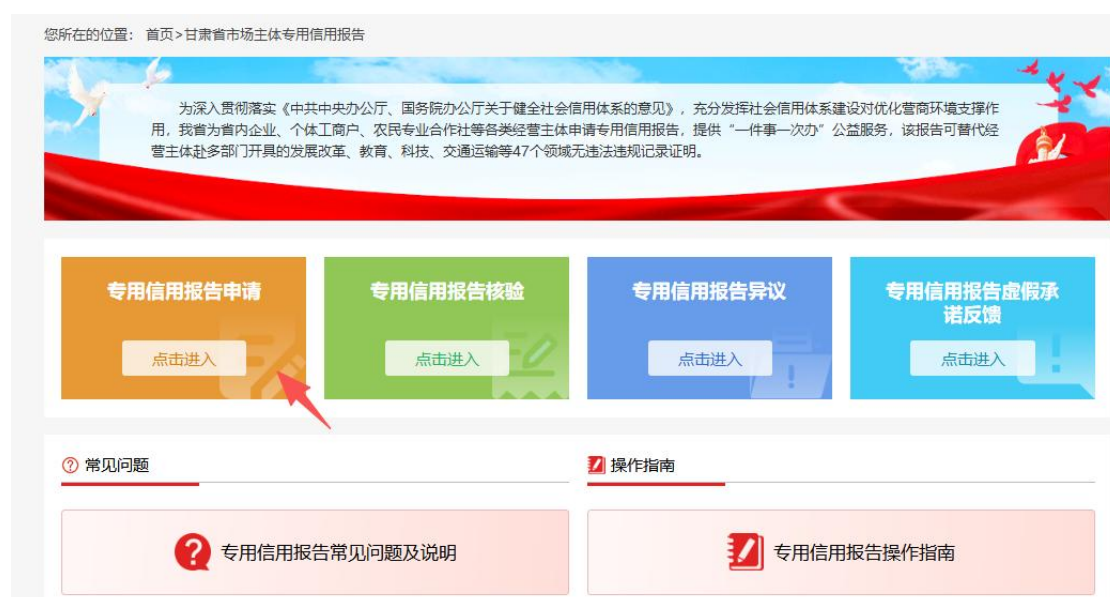 您所在的位置： 首页>甘肃省市场主体专用信用报告
为深入贯彻落实《中共中央办公厅、国务院办公厅关于健全社会信用体系的意见》，充分发挥社会信用体系建设对优化营商环境支撑作
用，我省为省内企业、个体工商户、农民专业合作社等各类经营主体申请专用信用报告，提供“一件事一次办”公益服务，该报告可替代经
营主体赴多部门开具的发展改革、教育、科技、交通运输等47个领域无违法违规记录证明。
专用信用报告申请
点击进入
专用信用报告核验
点击进入
专用信用报告异议
点击进入
专用信用报告虚假承
诺反馈
点击进入
常见问题
操作指南
专用信用报告常见问题及说明
专用信用报告操作指南